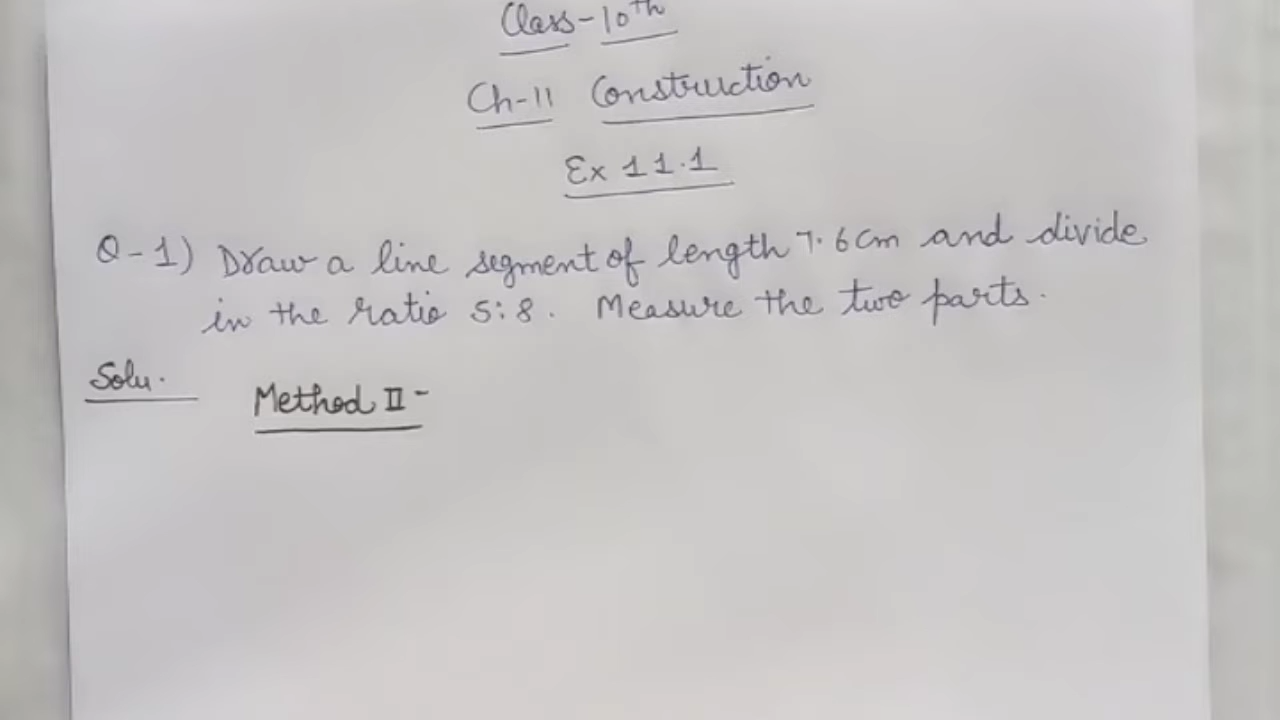 Class-10th
Ch-11 Construction
Ex 11.1
Q-1) Draw a line segment of length 7.6cm and divide
in the ratio 5:8. Measure the two parts.
Solu.
Method II-